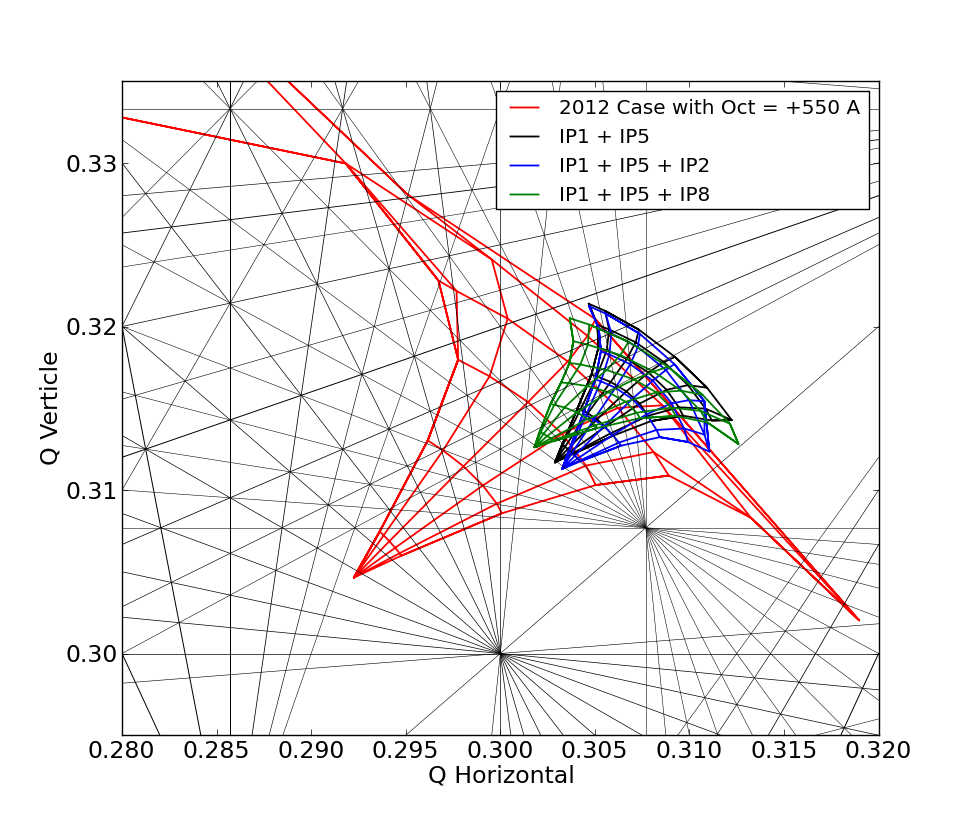 2012 Case with Oct = +550 A
IP1 + IP5
IP1 + IP5 + IP2
IP1 + IP5 + IP8
0.33
0.32
0.31
0.30
Q Verticle
0.280 0.285 0.290 0.295 0.300 0.305 0.310 0.315 0.320
Q Horizontal